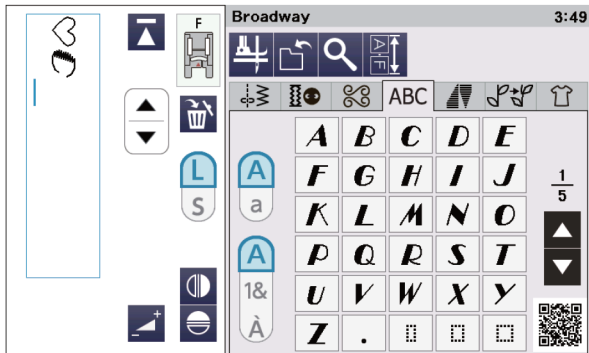 F
Broadway 3:49
A-F
ABC
L
S
A
a
A
1&
À
A B C D E
F G H I J
K L M N O
P Q R S T
U V W X Y
Z .
1
5